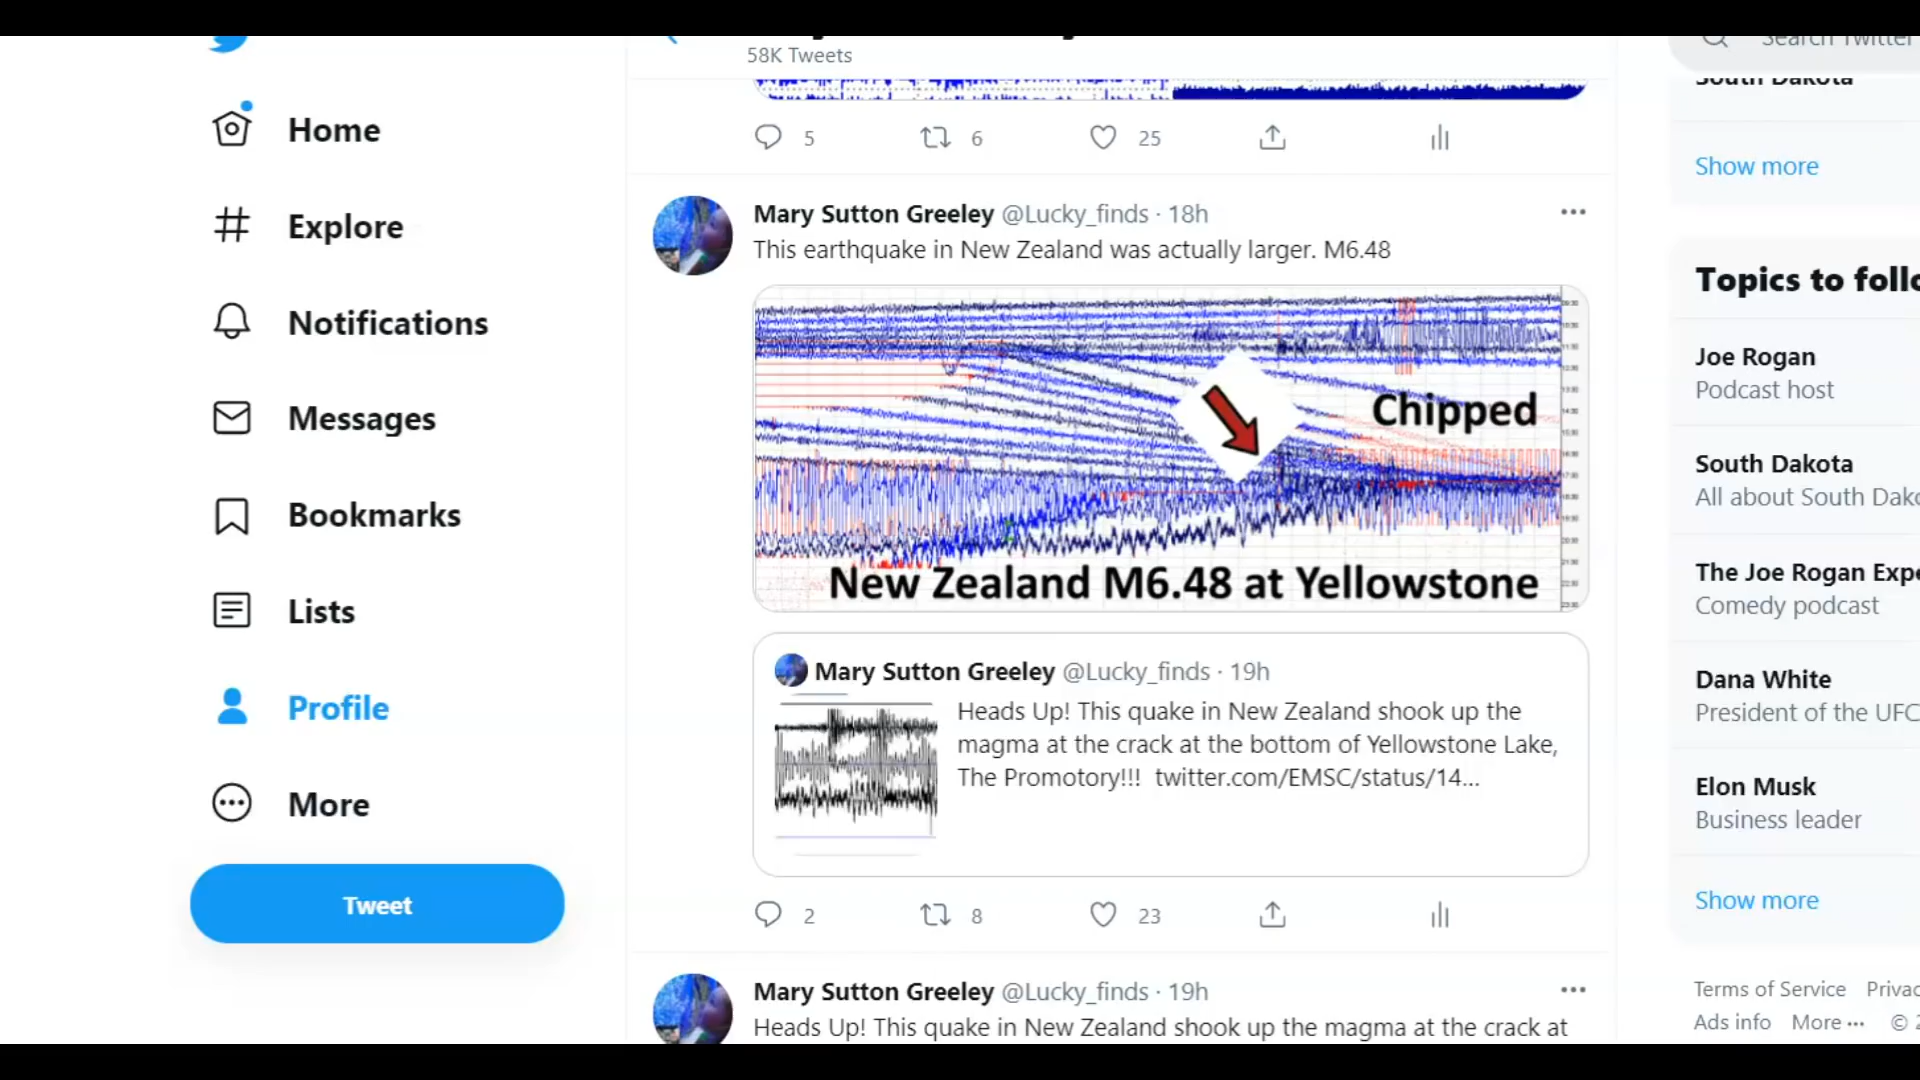 58K Tweets
Search Twitter
South Dakota
Home
5 6 25
Show more
Mary Sutton Greeley @Lucky_finds · 18h
Explore
This earthquake in New Zealand was actually larger. M6.48
Topics to follo
Notifications
Joe Rogan
Podcast host
Chipped
Messages
South Dakota
All about South Dako
Bookmarks
New Zealand M6.48 at Yellowstone
The Joe Rogan Expe
Comedy podcast
Lists
Mary Sutton Greeley @Lucky_finds · 19h
Heads Up! This quake in New Zealand shook up the
magma at the crack at the bottom of Yellowstone Lake,
The Promotory!!! twitter.com/EMSC/status/14...
Dana White
President of the UFC
Profile
Elon Musk
Business leader
More
Show more
Tweet
2 8 23
Mary Sutton Greeley @Lucky_finds · 19h
Heads Up! This quake in New Zealand shook up the magma at the crack at
Terms of Service Privac
Ads info More ··· © 2